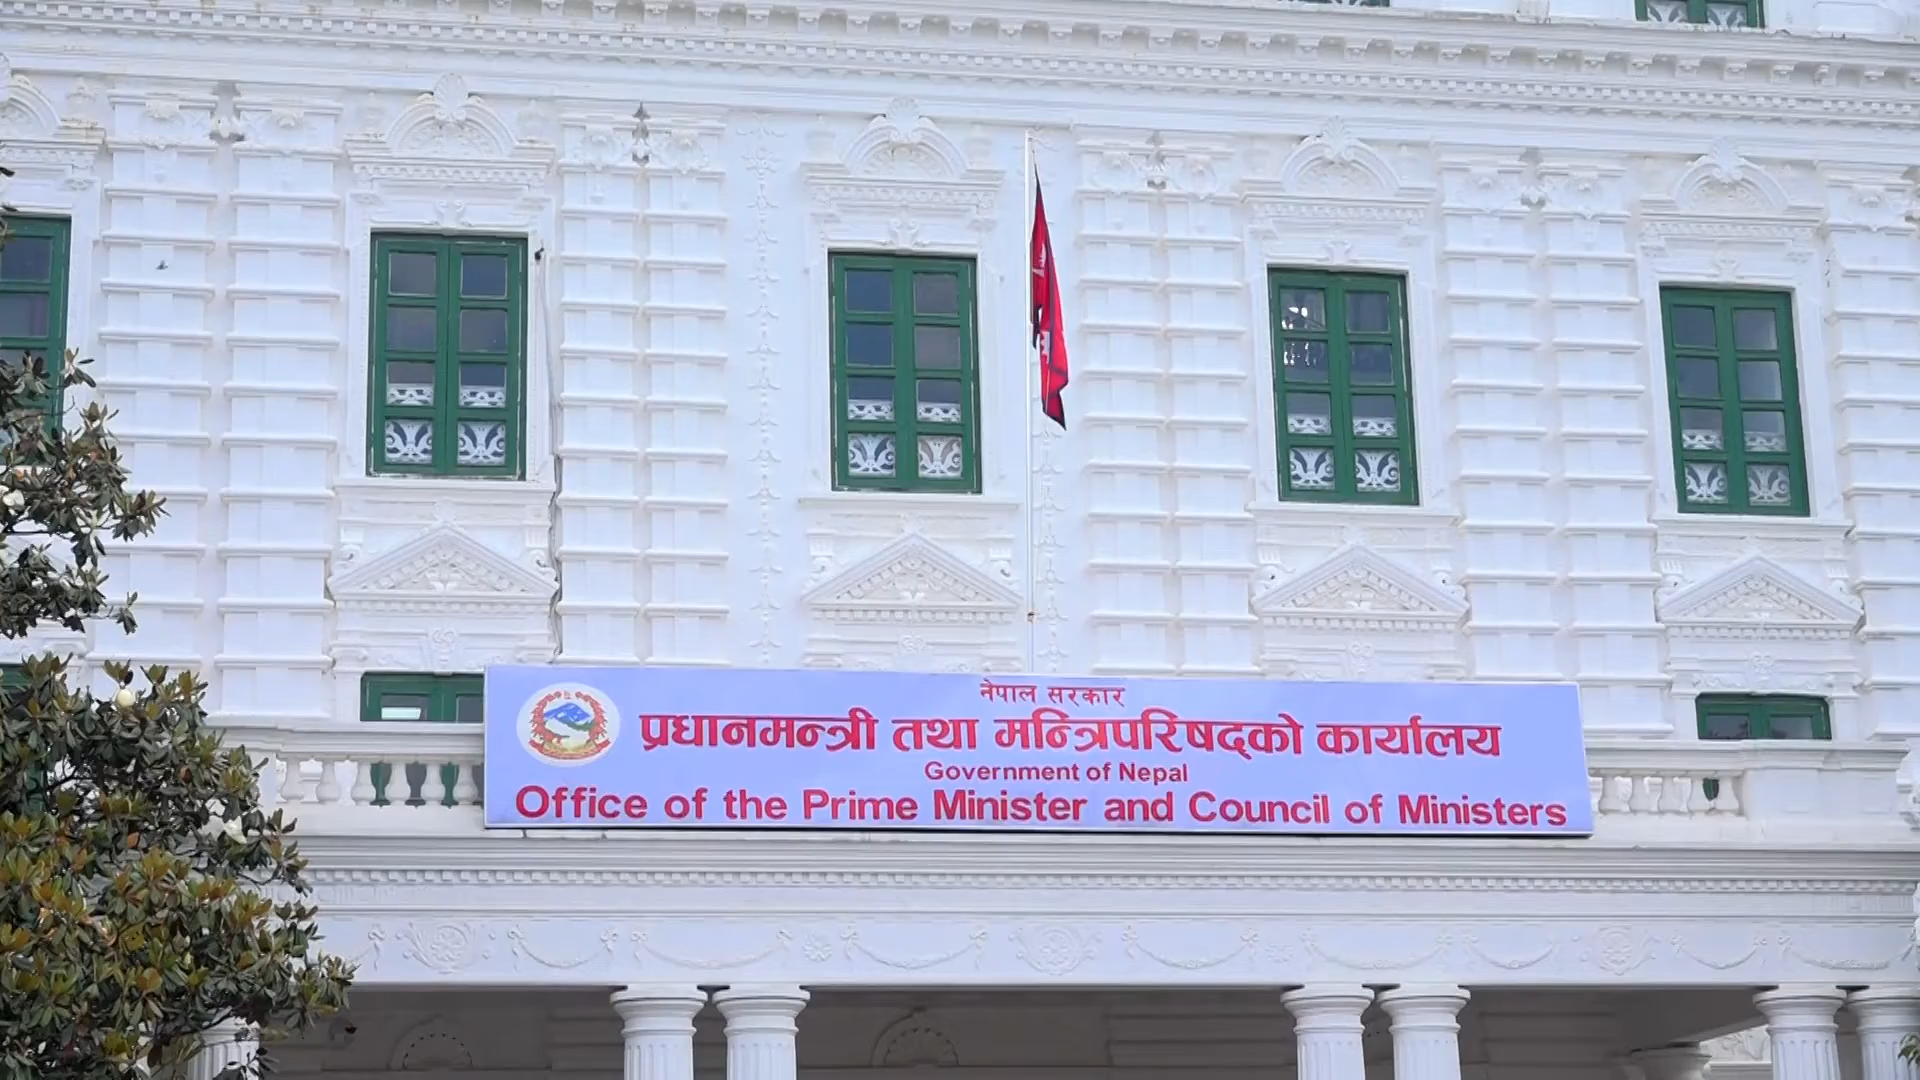 नेपाल सरकार
प्रधानमन्त्री तथा मन्त्रिपरिषद्को कार्यालय
Government of Nepal
Office of the Prime Minister and Council of Ministers